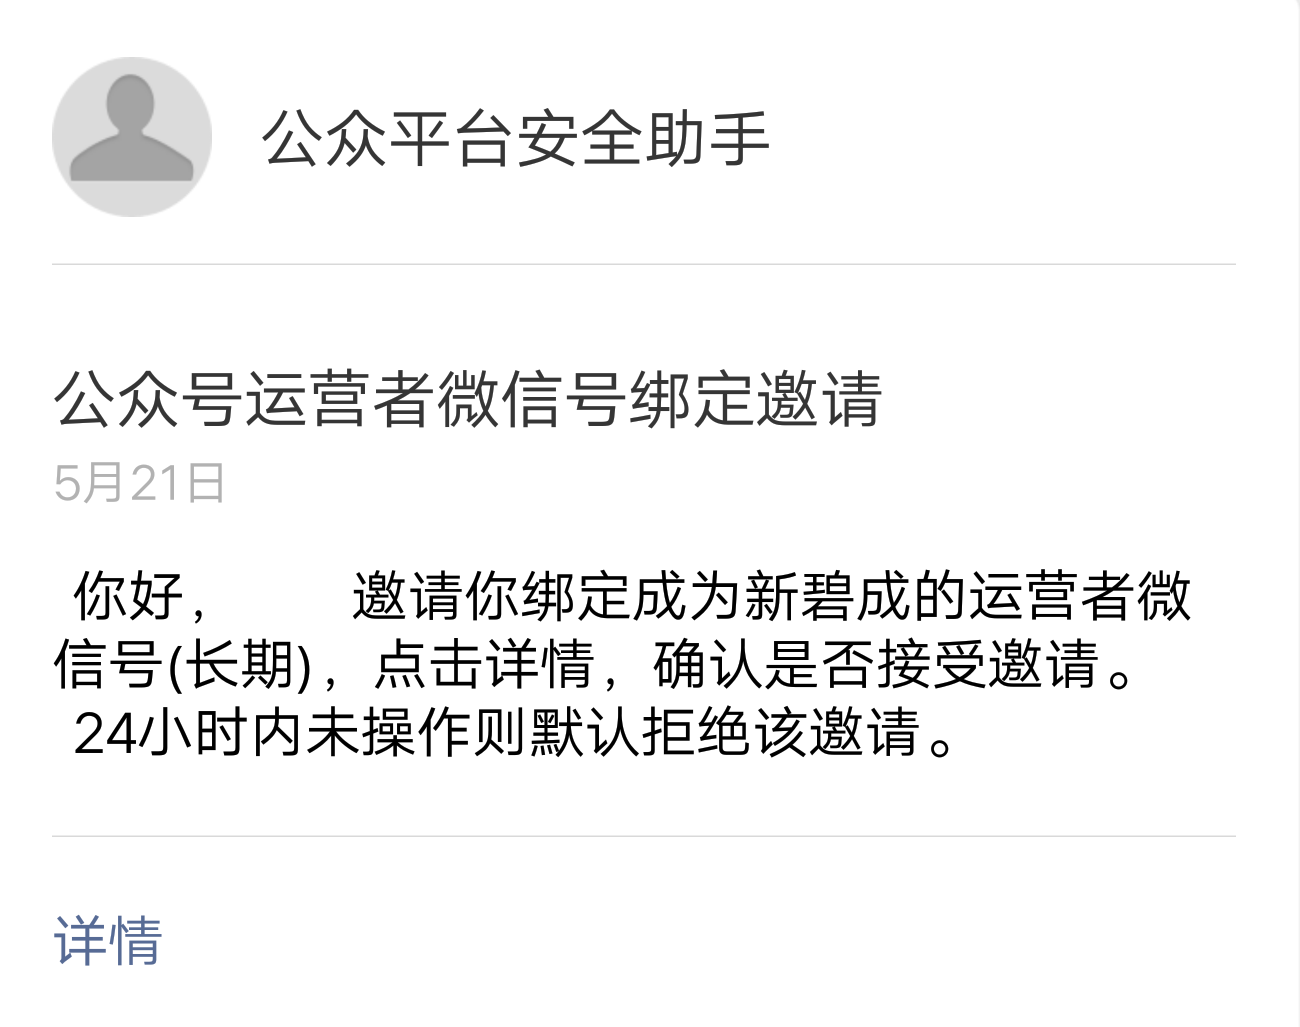 公众平台安全助手
公众号运营者微信号绑定邀请
5月21日
你好，　　邀请你绑定成为新碧成的运营者微
信号(长期)，点击详情，确认是否接受邀请。
24小时内未操作则默认拒绝该邀请。
详情